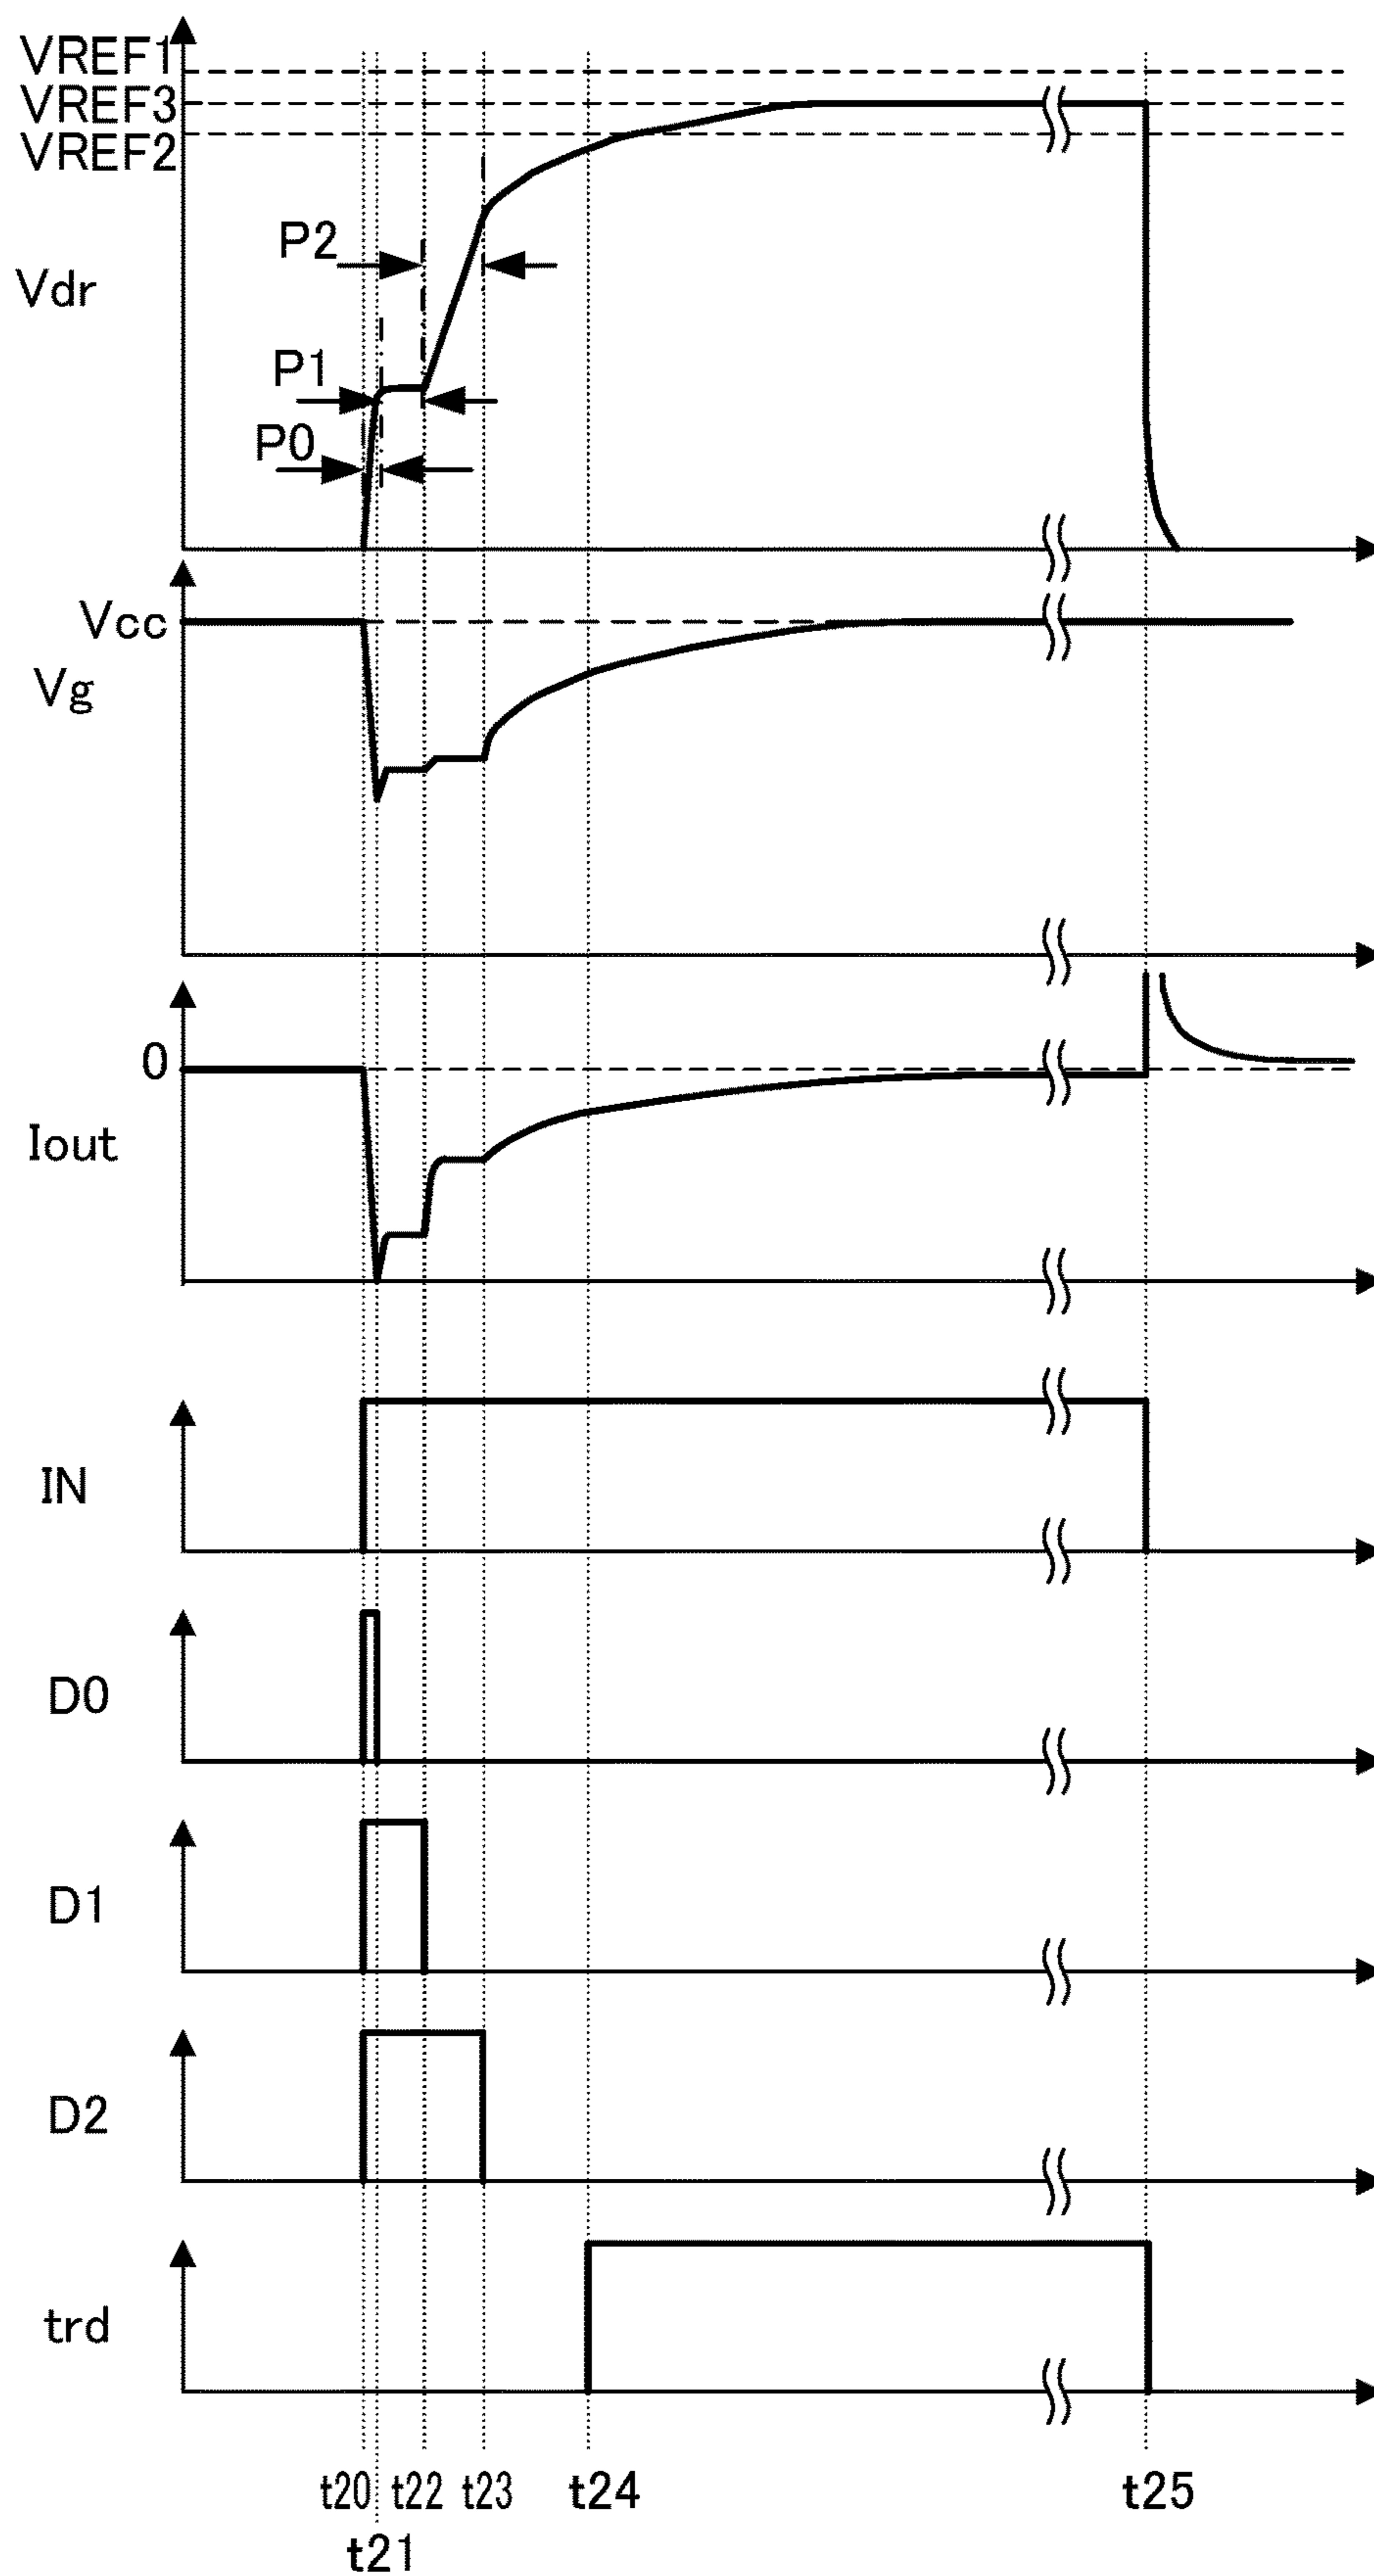 VREF1
VREF3
VREF2
P2
Vdr
P1
P0
Vcc
Vg
0
Iout
IN
D0
D1
D2
trd
t20 t22 t23 t24 t25
t21